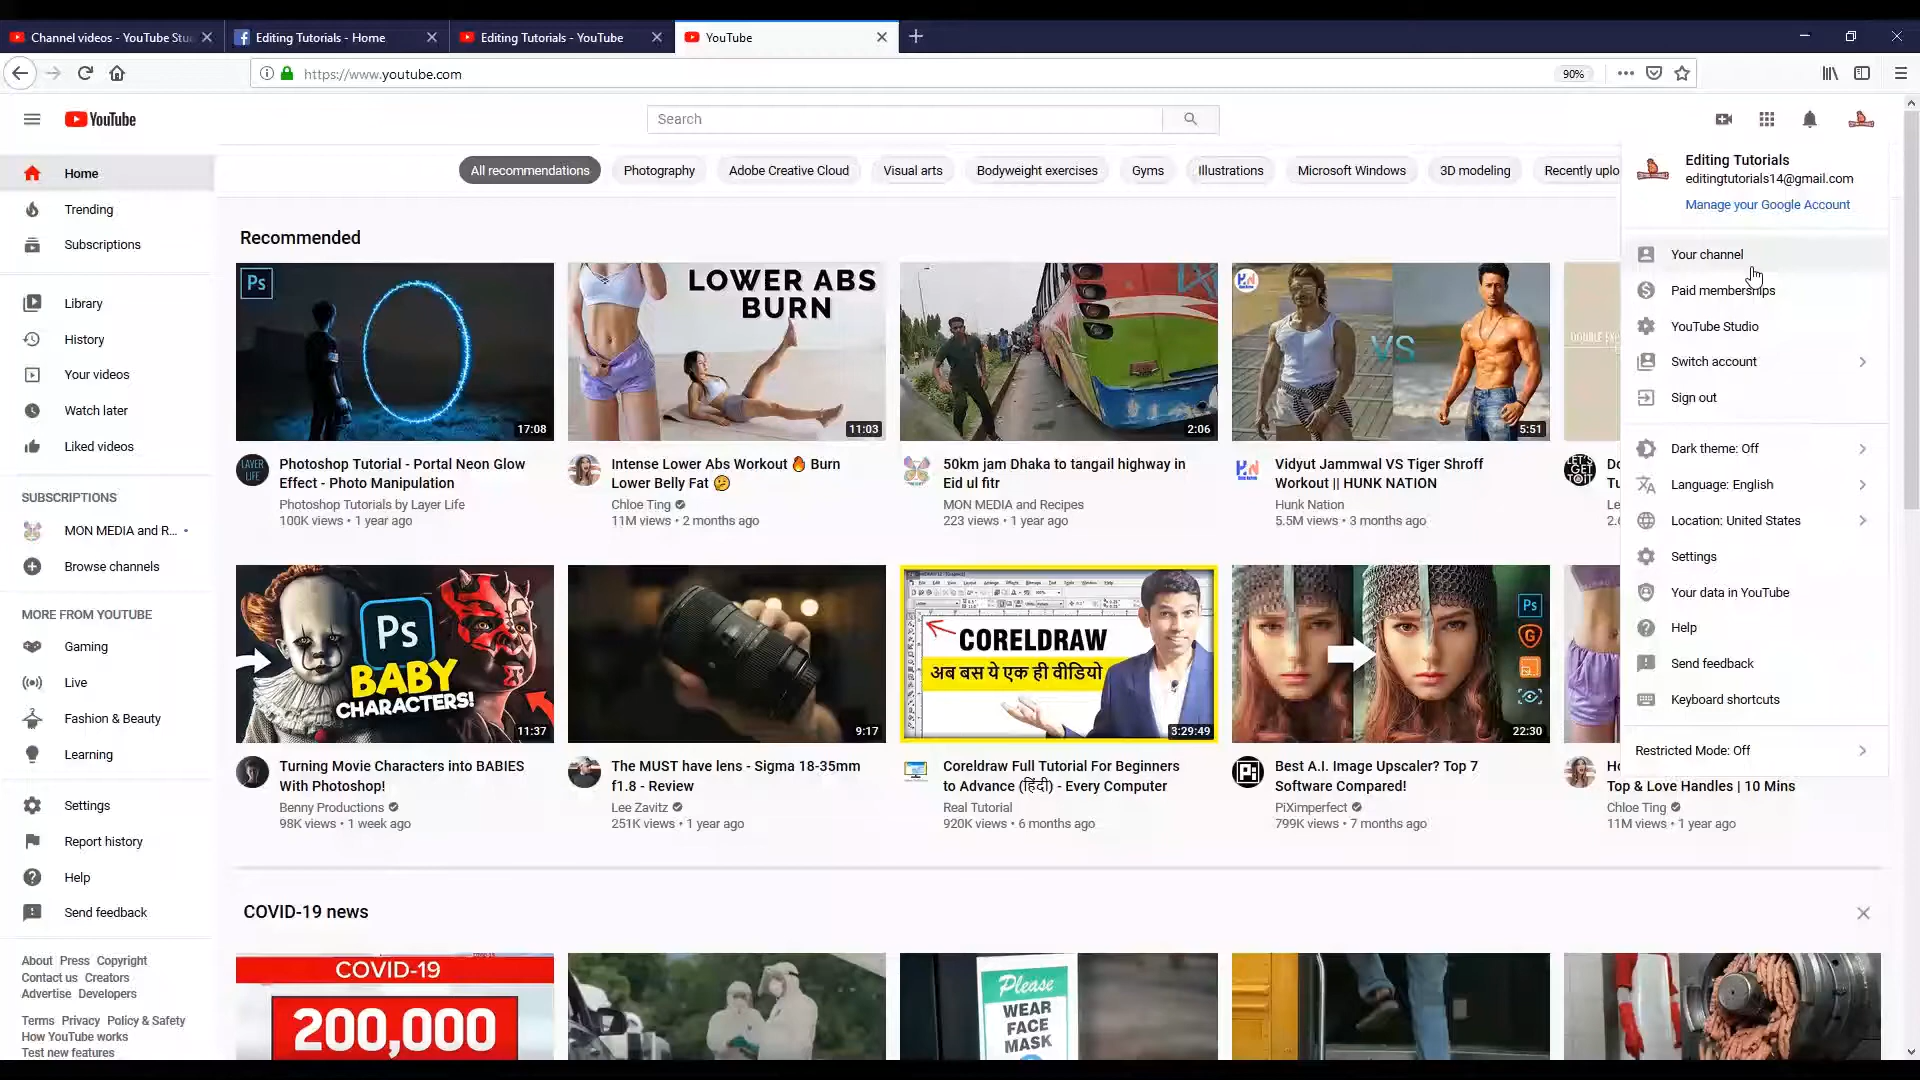 Channel videos - YouTube Stu
Editing Tutorials - Home
Editing Tutorials - YouTube
YouTube
https://www.youtube.com
90%
YouTube
Search
Home
Trending
Subscriptions
Library
History
Your videos
Watch later
Liked videos
SUBSCRIPTIONS
MON MEDIA and R... •
Browse channels
MORE FROM YOUTUBE
Gaming
Live
Fashion & Beauty
Learning
Settings
Report history
Help
Send feedback
About Press Copyright
Contact us Creators
Advertise Developers
Terms Privacy Policy & Safety
How YouTube works
Test new features
All recommendations Photography Adobe Creative Cloud Visual arts Bodyweight exercises Gyms Illustrations Microsoft Windows 3D modeling Recently uplo
Recommended
Ps
17:08
LAYER
LIFE
Photoshop Tutorial - Portal Neon Glow
Effect - Photo Manipulation
Photoshop Tutorials by Layer Life
100K views • 1 year ago
LOWER ABS
BURN
11:03
Intense Lower Abs Workout 🔥 Burn
Lower Belly Fat 😕
Chloe Ting
11M views • 2 months ago
2:06
50km jam Dhaka to tangail highway in
Eid ul fitr
MON MEDIA and Recipes
223 views • 1 year ago
VS
5:51
Vidyut Jammwal VS Tiger Shroff
Workout || HUNK NATION
Hunk Nation
5.5M views • 3 months ago
LET'S
GET
TO IT
Do
Tu
Le
2.
Ps
BABY
CHARACTERS!
11:37
Turning Movie Characters into BABIES
With Photoshop!
Benny Productions
98K views • 1 week ago
9:17
The MUST have lens - Sigma 18-35mm
f1.8 - Review
Lee Zavitz
251K views • 1 year ago
CORELDRAW
अब बस ये एक ही वीडियो
3:29:49
Coreldraw Full Tutorial For Beginners
to Advance (हिंदी) - Every Computer
Real Tutorial
920K views • 6 months ago
Ps
22:30
Best A.I. Image Upscaler? Top 7
Software Compared!
PiXimperfect
799K views • 7 months ago
Ho
Top & Love Handles | 10 Mins
Chloe Ting
11M views • 1 year ago
COVID-19 news
COVID-19
200,000
Please
WEAR
FACE
MASK
Editing Tutorials
editingtutorials14@gmail.com
Manage your Google Account
Your channel
Paid memberships
YouTube Studio
Switch account
Sign out
Dark theme: Off
Language: English
Location: United States
Settings
Your data in YouTube
Help
Send feedback
Keyboard shortcuts
Restricted Mode: Off